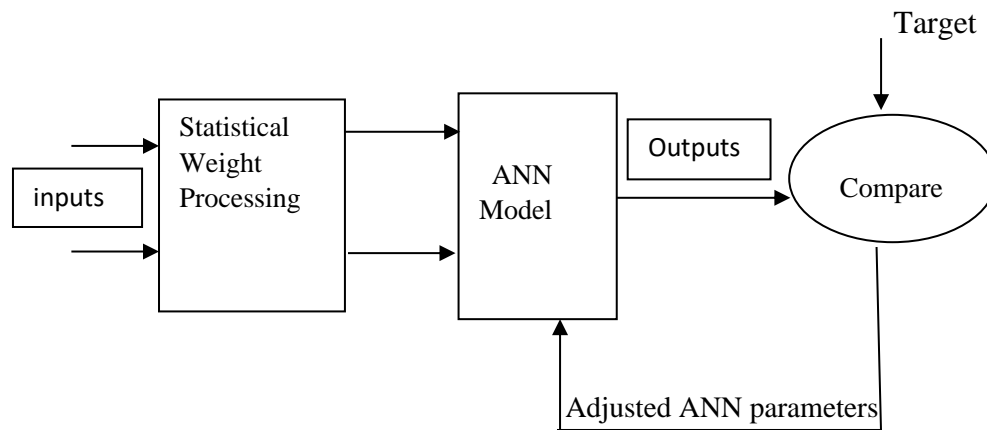 Target
Statistical
Weight
Processing
inputs
ANN
Model
Outputs
Compare
Adjusted ANN parameters